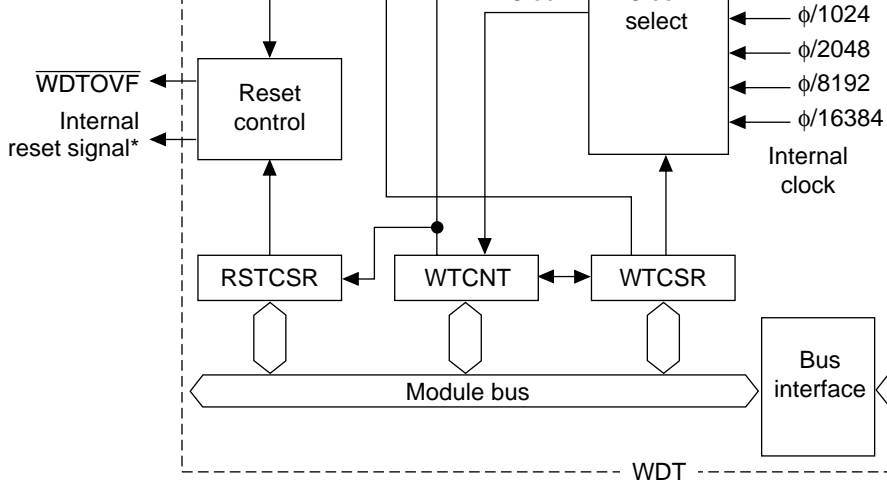 select
ϕ/1024
ϕ/2048
ϕ/8192
ϕ/16384
Internal
clock
WDTOVF
Internal
reset signal*
Reset
control
RSTCSR
WTCNT
WTCSR
Module bus
Bus
interface
WDT